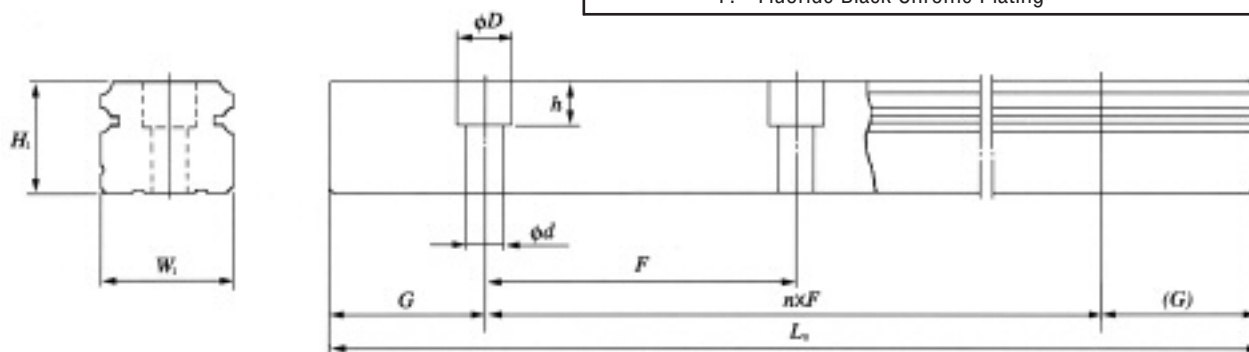 F: Fluoride Black Chrome Plating
ϕD
h
H₁
ϕd
W₁
F
G
n×F
(G)
L₀